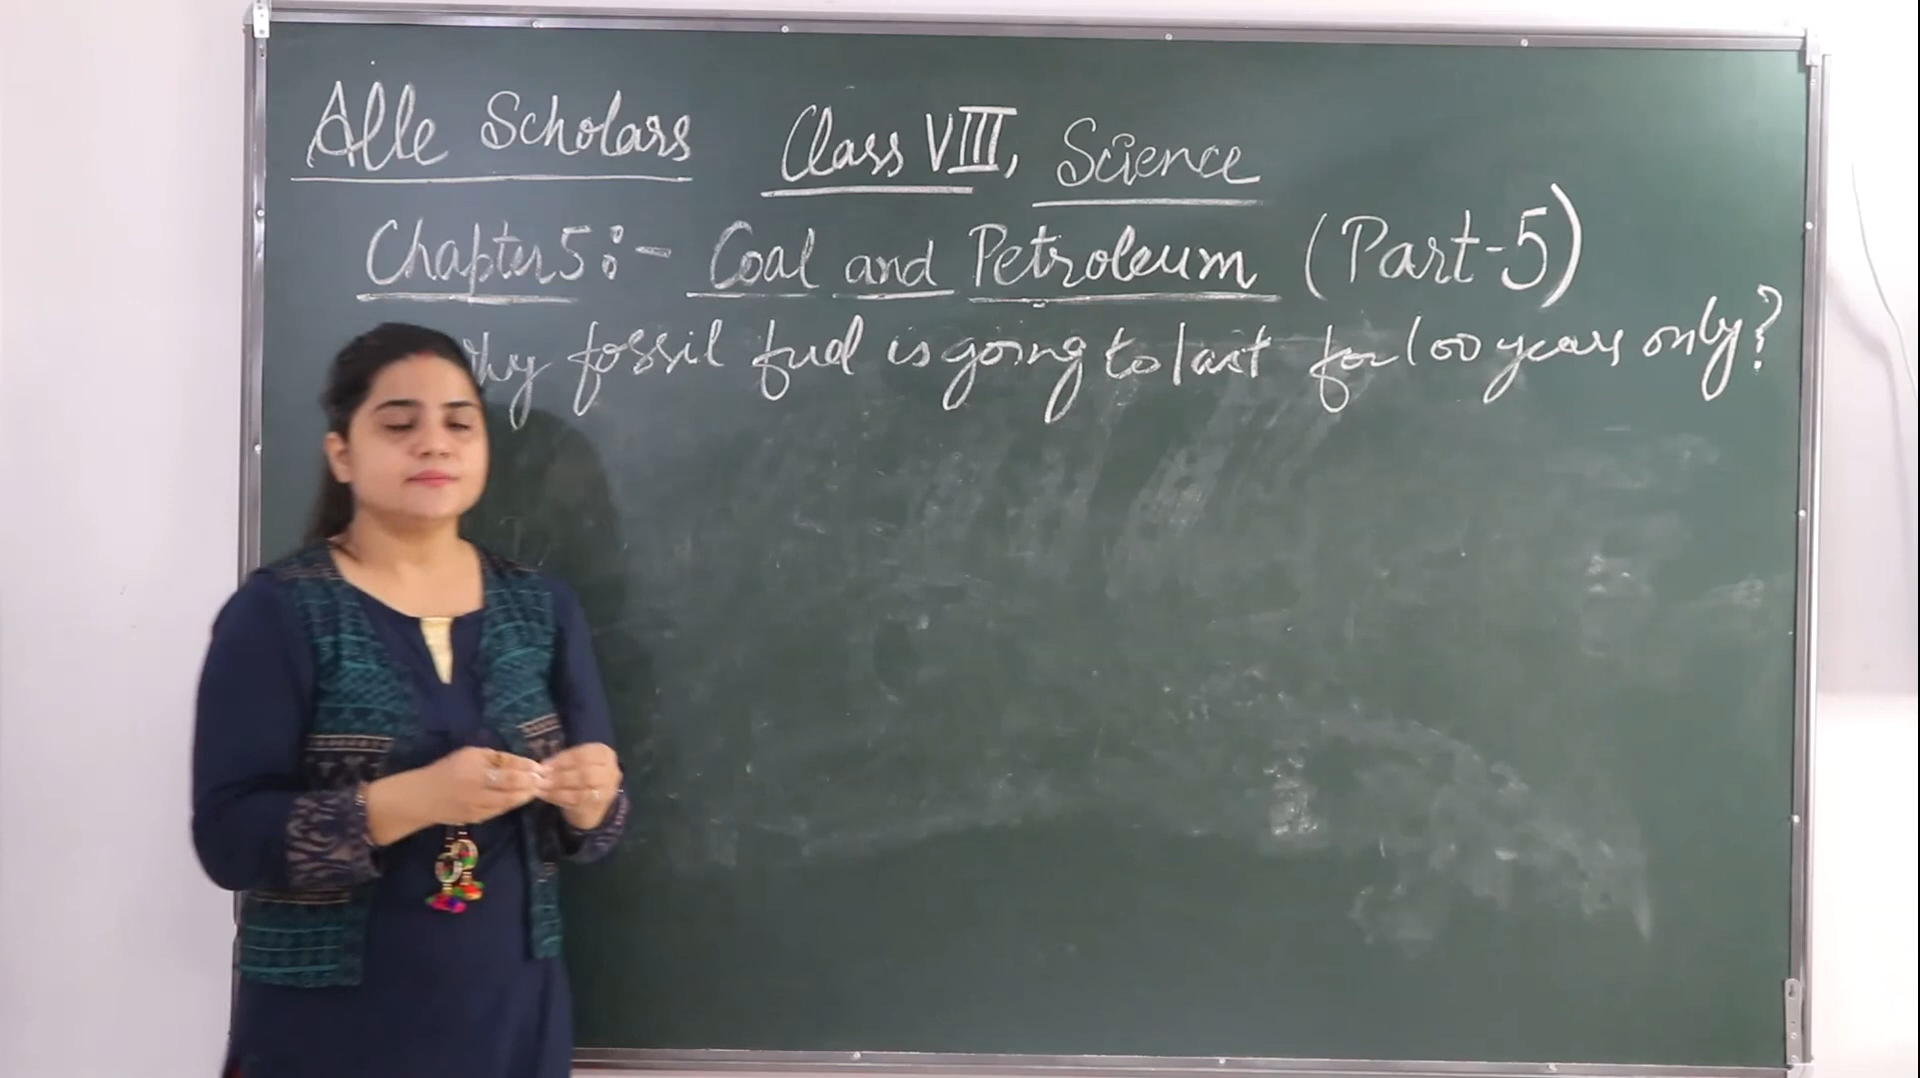 Alle Scholars Class VIII, Science
Chapter 5:- Coal and Petroleum (Part-5)
fossil fuel is going to last for 100 years only?